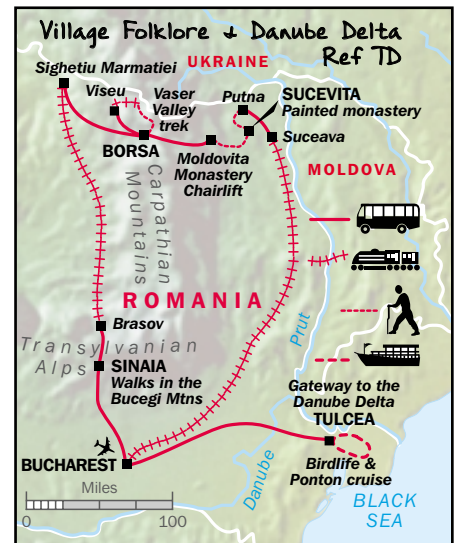 Village Folklore & Danube Delta
Ref TD
UKRAINE
Sighetiu Marmatiei
Viseu
Vaser
Valley
trek
Putna
SUCEVITA
Painted monastery
BORSA
Moldovita
Monastery
Chairlift
Suceava
MOLDOVA
Carpathian
Mountains
ROMANIA
Prut
Brasov
Transylvanian
Alps
SINAIA
Walks in the
Bucegi Mtns
Gateway to the
Danube Delta
TULCEA
BUCHAREST
Birdlife &
Ponton cruise
Danube
BLACK
SEA
Miles
0 100